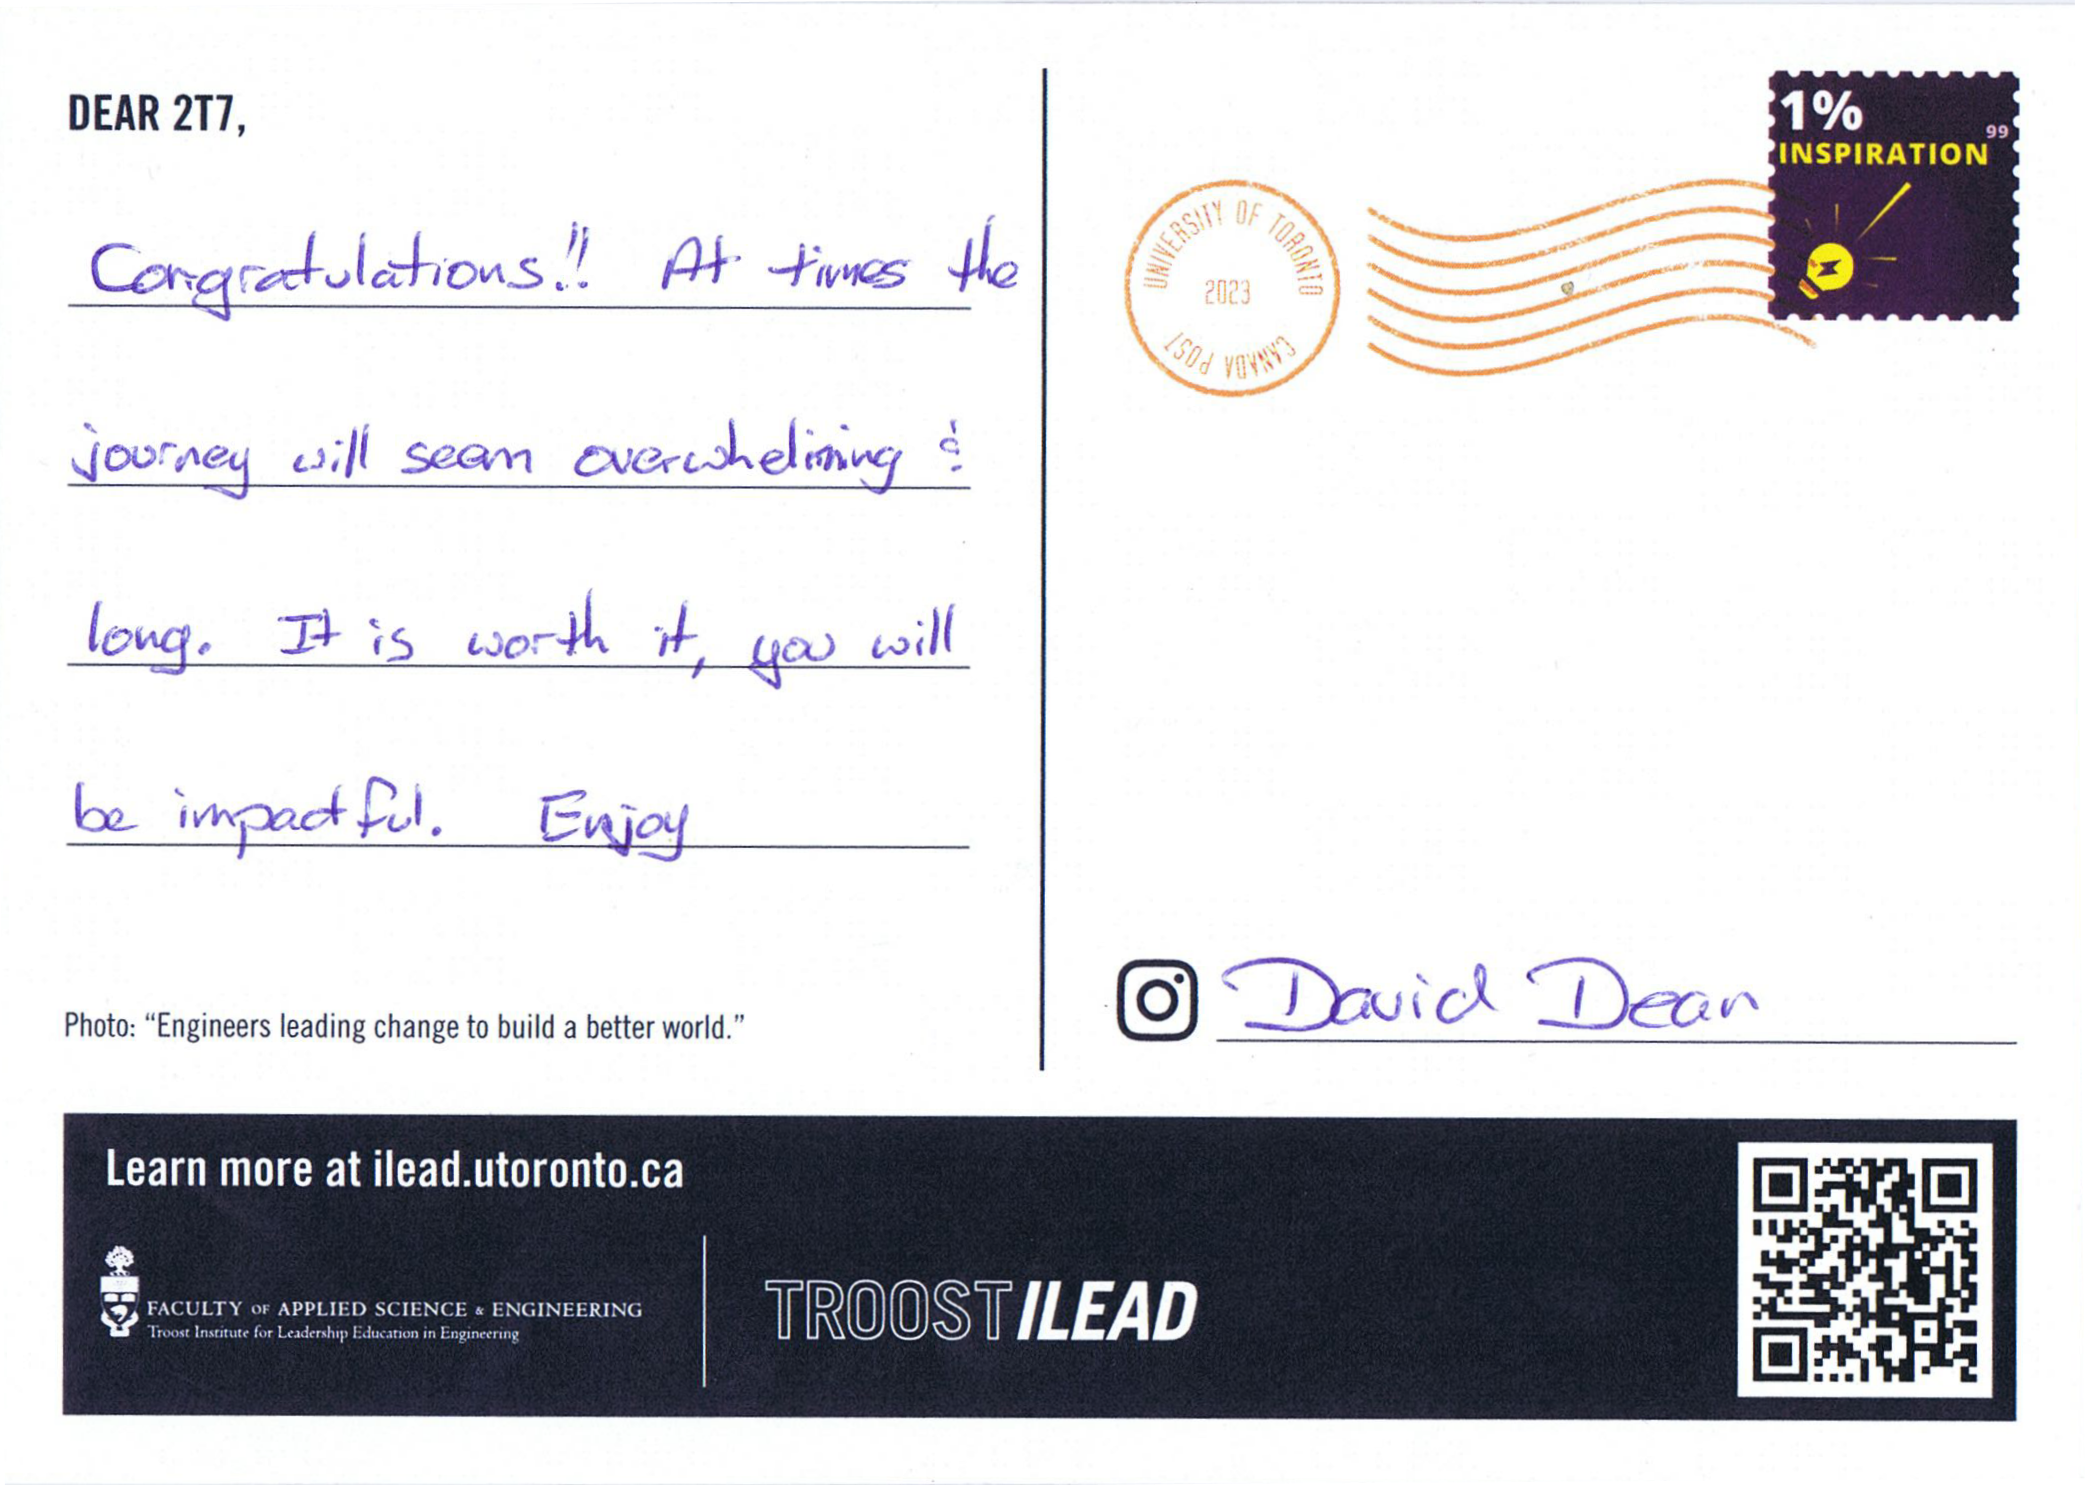 DEAR 2T7,
Congratulations!! At times the
journey will seem overwhelming &
long. It is worth it, you will
be impactful. Enjoy
Photo: “Engineers leading change to build a better world.”
1%
99
INSPIRATION
UNIVERSITY OF TORONTO
2023
CANADA POST
David Dean
Learn more at ilead.utoronto.ca
FACULTY OF APPLIED SCIENCE & ENGINEERING
Troost Institute for Leadership Education in Engineering
TROOST ILEAD